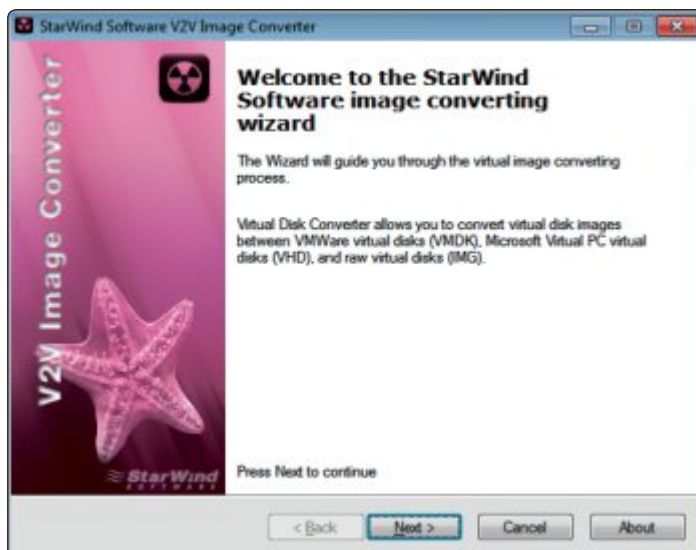 StarWind Software V2V Image Converter
V2V Image Converter
StarWind
SOFTWARE
Welcome to the StarWind
Software image converting
wizard
The Wizard will guide you through the virtual image converting
process.
Virtual Disk Converter allows you to convert virtual disk images
between VMWare virtual disks (VMDK), Microsoft Virtual PC virtual
disks (VHD), and raw virtual disks (IMG).
Press Next to continue
< Back
Next >
Cancel
About